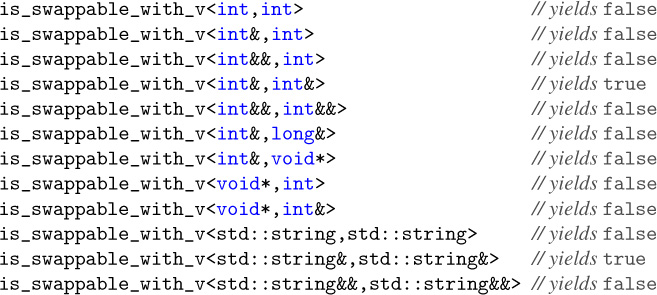 is_swappable_with_v<int,int> // yields false
is_swappable_with_v<int&,int> // yields false
is_swappable_with_v<int&&,int> // yields false
is_swappable_with_v<int&,int&> // yields true
is_swappable_with_v<int&&,int&&> // yields false
is_swappable_with_v<int&,long&> // yields false
is_swappable_with_v<int&,void*> // yields false
is_swappable_with_v<void*,int> // yields false
is_swappable_with_v<void*,int&> // yields false
is_swappable_with_v<std::string,std::string> // yields false
is_swappable_with_v<std::string&,std::string&> // yields true
is_swappable_with_v<std::string&&,std::string&&> // yields false